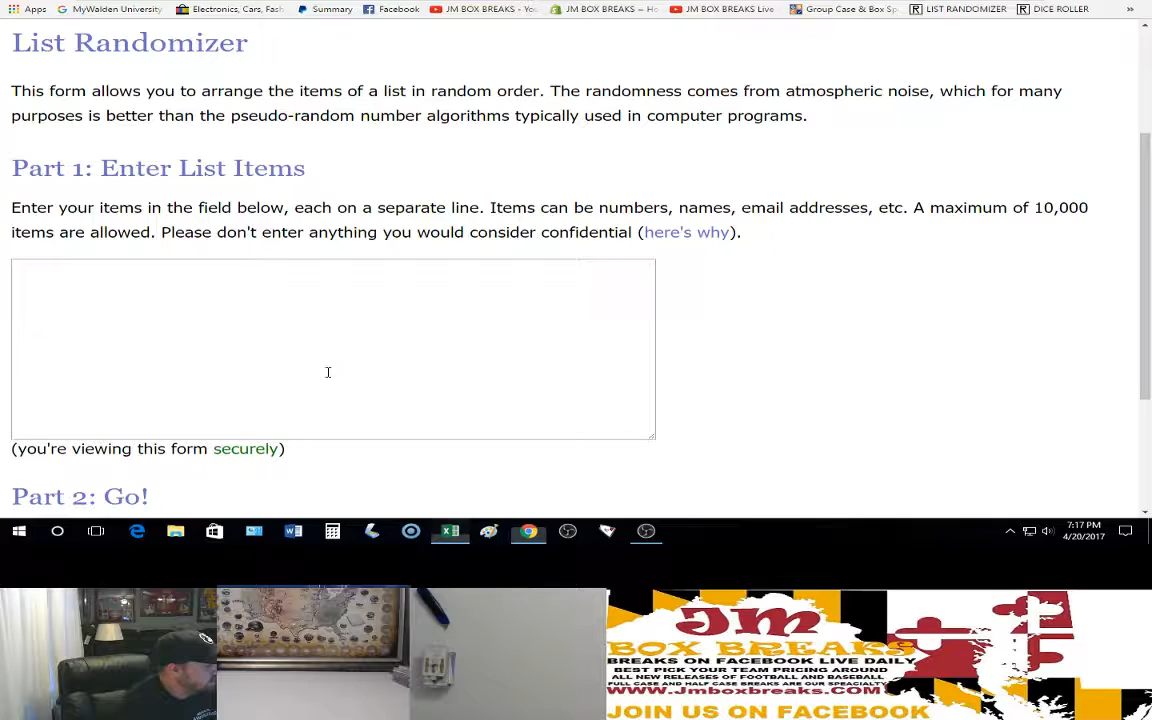 Apps MyWalden University Electronics, Cars, Fash Summary Facebook JM BOX BREAKS - Yo JM BOX BREAKS – Ho JM BOX BREAKS Live Group Case & Box Sp LIST RANDOMIZER DICE ROLLER »
List Randomizer
This form allows you to arrange the items of a list in random order. The randomness comes from atmospheric noise, which for many
purposes is better than the pseudo-random number algorithms typically used in computer programs.
Part 1: Enter List Items
Enter your items in the field below, each on a separate line. Items can be numbers, names, email addresses, etc. A maximum of 10,000
items are allowed. Please don't enter anything you would consider confidential (here's why).
(you're viewing this form securely)
Part 2: Go!
7:17 PM
4/20/2017
JM
BOX BREAKS
BREAKS ON FACEBOOK LIVE DAILY
BEST PICK YOUR TEAM PRICING AROUND
ALL NEW RELEASES OF FOOTBALL AND BASEBALL
FULL CASE AND HALF CASE BREAKS ARE OUR SPECIALTY
WWW.JMBOXBREAKS.COM
JOIN US ON FACEBOOK